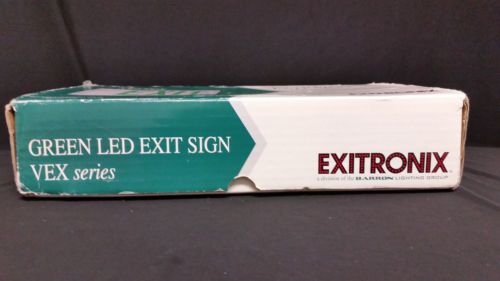 GREEN LED EXIT SIGN
VEX series
EXITRONIX
a division of the BARRON LIGHTING GROUP